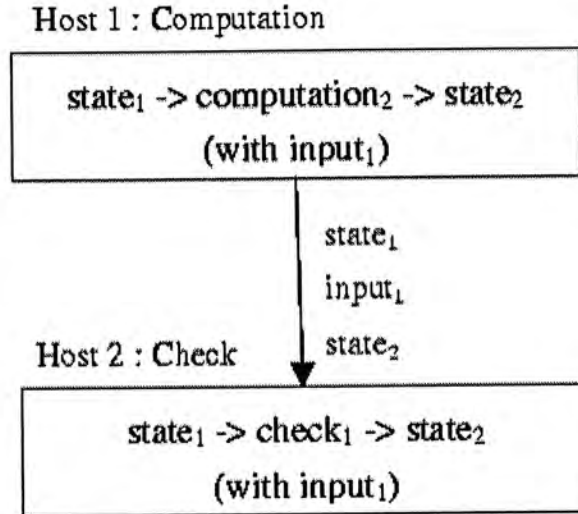 Host 1 : Computation
state₁ -> computation₂ -> state₂
(with input₁)
state₁
input₁
state₂
Host 2 : Check
state₁ -> check₁ -> state₂
(with input₁)